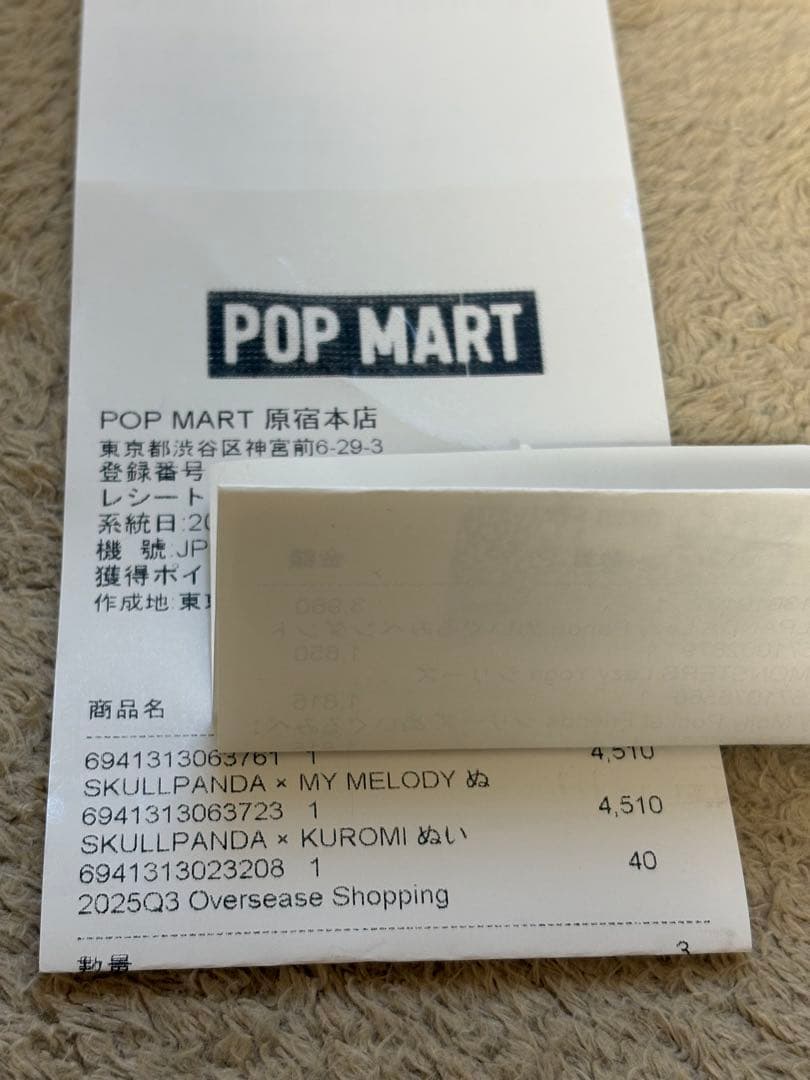 POP MART
POP MART 原宿本店
東京都渋谷区神宮前6-29-3
登録番号
レシート
系統日:20
機 號:JP
獲得ポイ
作成地:東京
商品名
6941313063761 1 4,510
SKULLPANDA × MY MELODY ぬ
6941313063723 1 4,510
SKULLPANDA × KUROMI ぬい
6941313023208 1 40
2025Q3 Oversease Shopping
數量 3